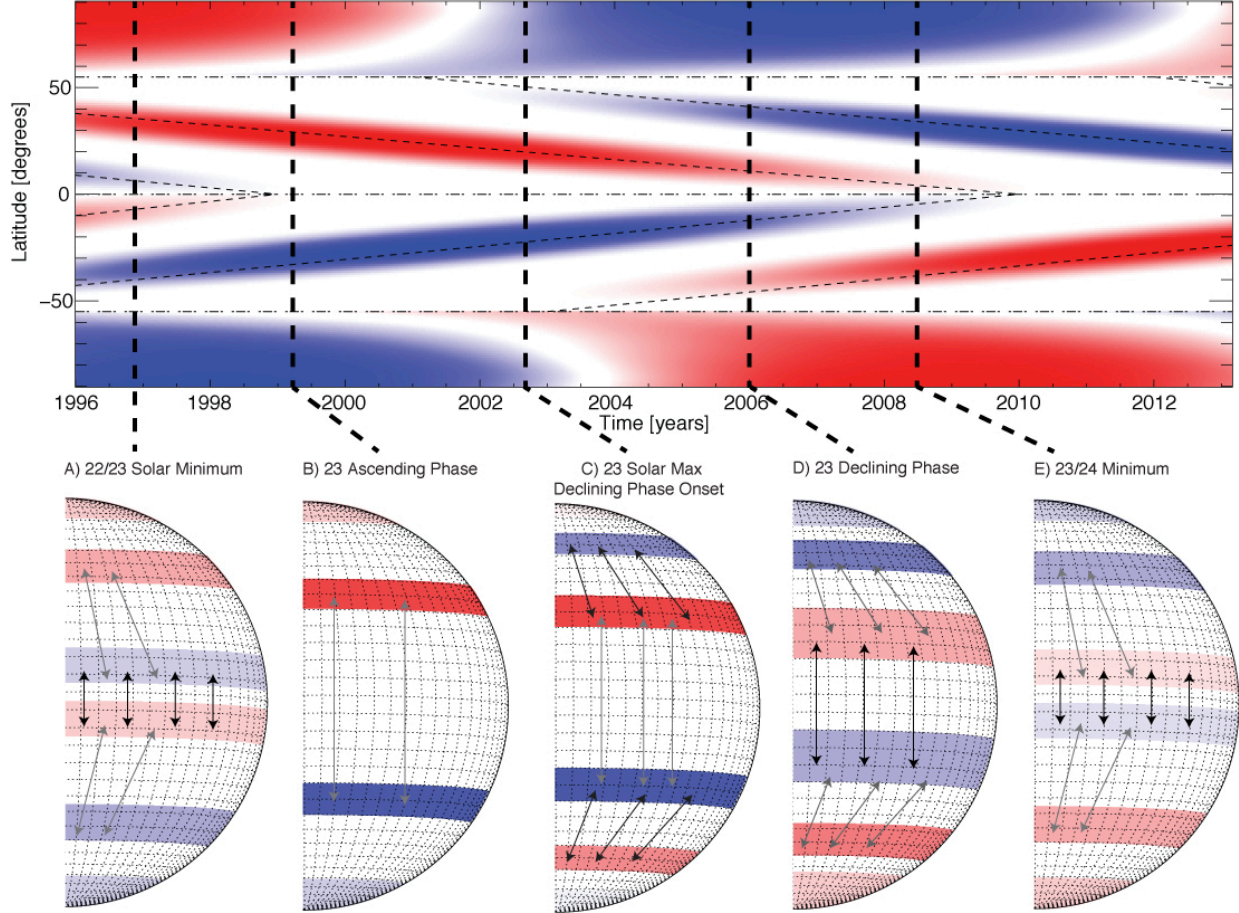 50
0
−50
Latitude [degrees]
1996 1998 2000 2002 2004 2006 2008 2010 2012
Time [years]
A) 22/23 Solar Minimum
B) 23 Ascending Phase
C) 23 Solar Max
Declining Phase Onset
D) 23 Declining Phase
E) 23/24 Minimum